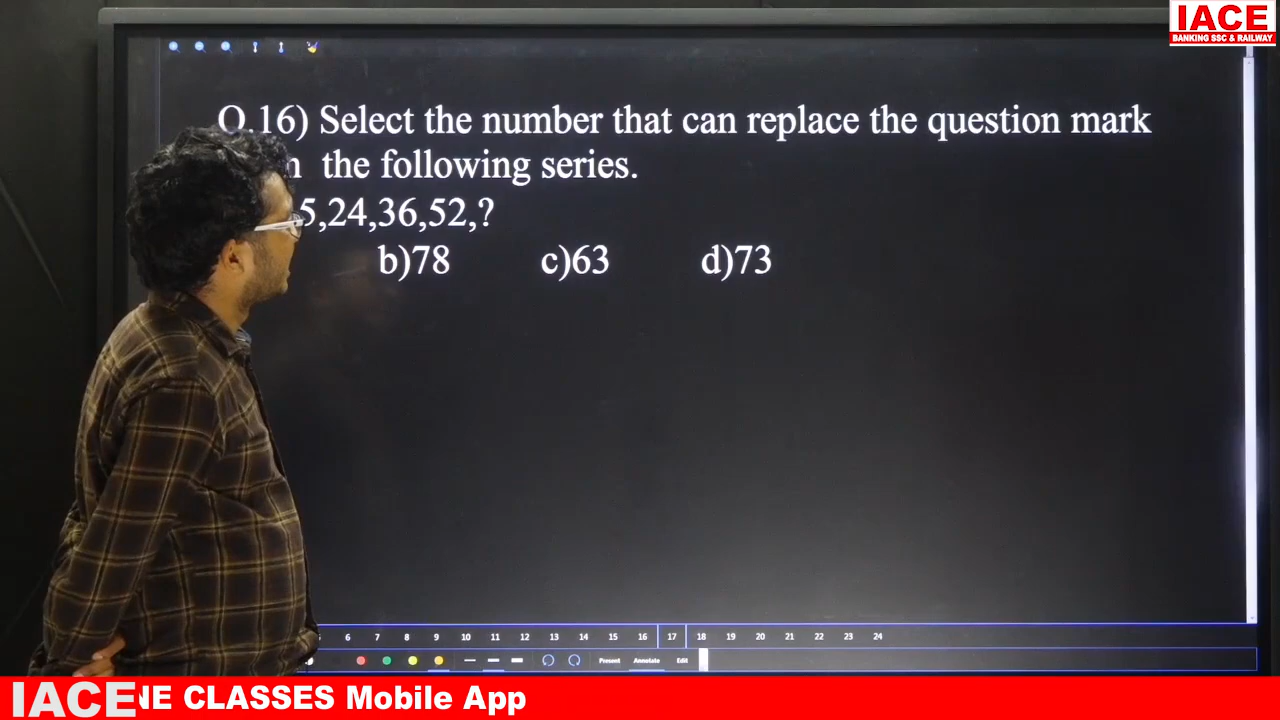 IACE
BANKING SSC & RAILWAY
Q.16) Select the number that can replace the question mark
the following series.
5,24,36,52,?
b)78 c)63 d)73
6 7 8 9 10 11 12 13 14 15 16 17 18 19 20 21 22 23 24
Present Annotate Edit
IACE NE CLASSES Mobile App